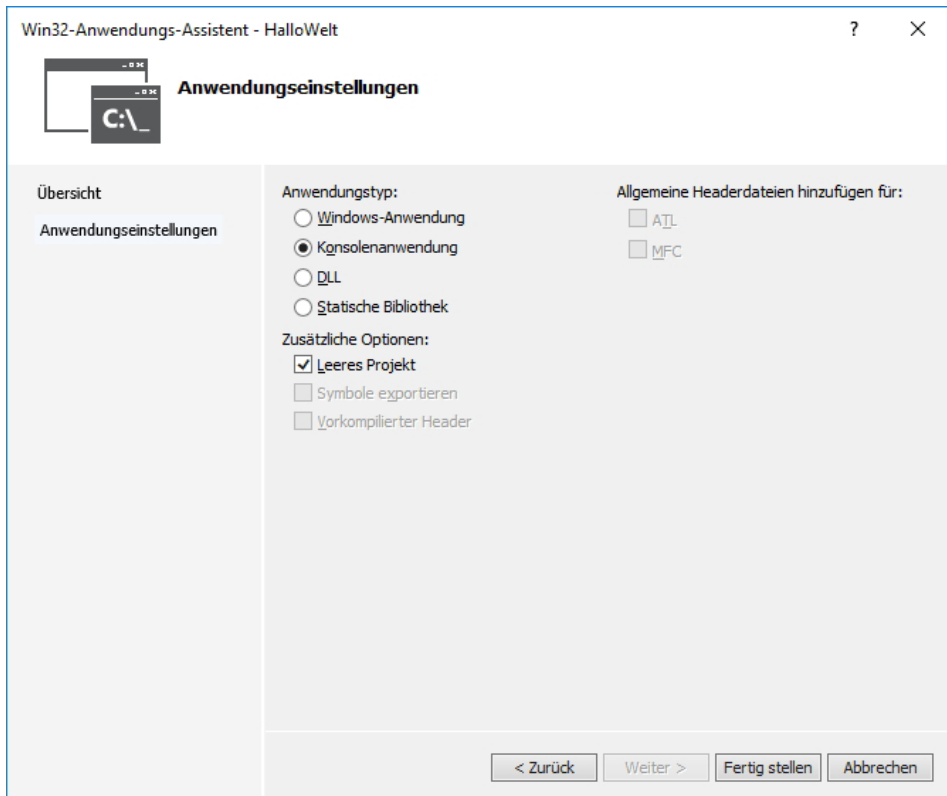 Win32-Anwendungs-Assistent - HalloWelt
?
C:\_
Anwendungseinstellungen
Übersicht
Anwendungseinstellungen
Anwendungstyp:
Windows-Anwendung
Konsolenanwendung
DLL
Statische Bibliothek
Zusätzliche Optionen:
Leeres Projekt
Symbole exportieren
Vorkompilierter Header
Allgemeine Headerdateien hinzufügen für:
ATL
MFC
< Zurück
Weiter >
Fertig stellen
Abbrechen